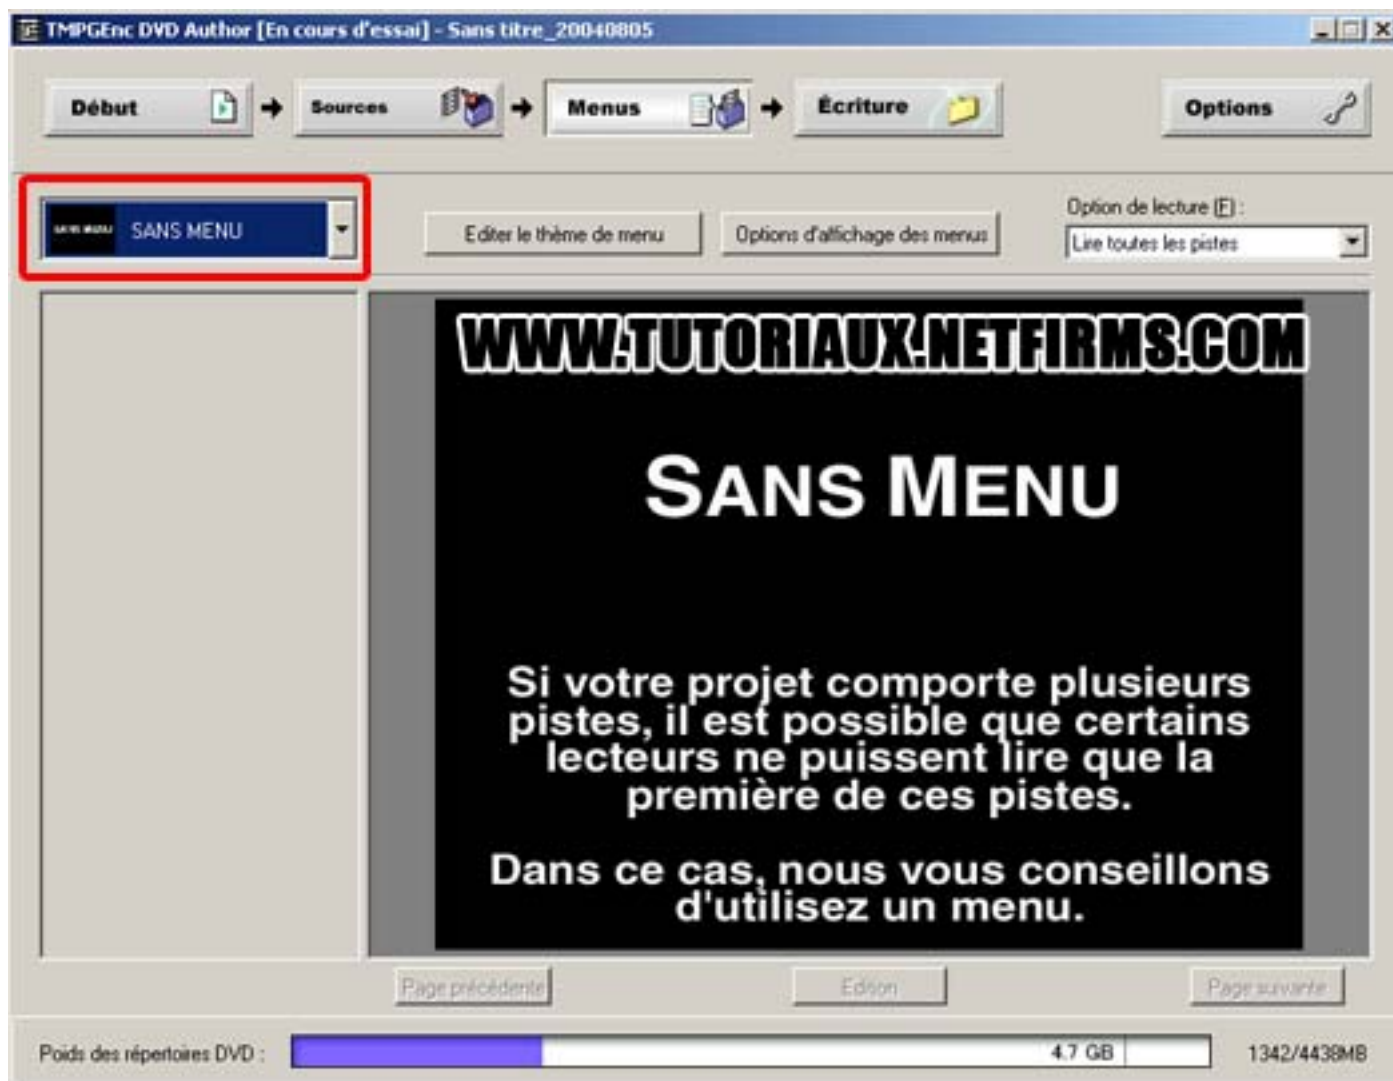 TMPGEnc DVD Author [En cours d'essai] - Sans titre_20040805
Début Sources Menus Écriture Options
SANS MENU SANS MENU
Editer le thème de menu
Options d'affichage des menus
Option de lecture (F) :
Lire toutes les pistes
WWW.TUTORIAUX.NETFIRMS.COM
SANS MENU
Si votre projet comporte plusieurs
pistes, il est possible que certains
lecteurs ne puissent lire que la
première de ces pistes.
Dans ce cas, nous vous conseillons
d'utilisez un menu.
Page précédente Edition Page suivante
Poids des répertoires DVD : 4.7 GB 1342/4438MB